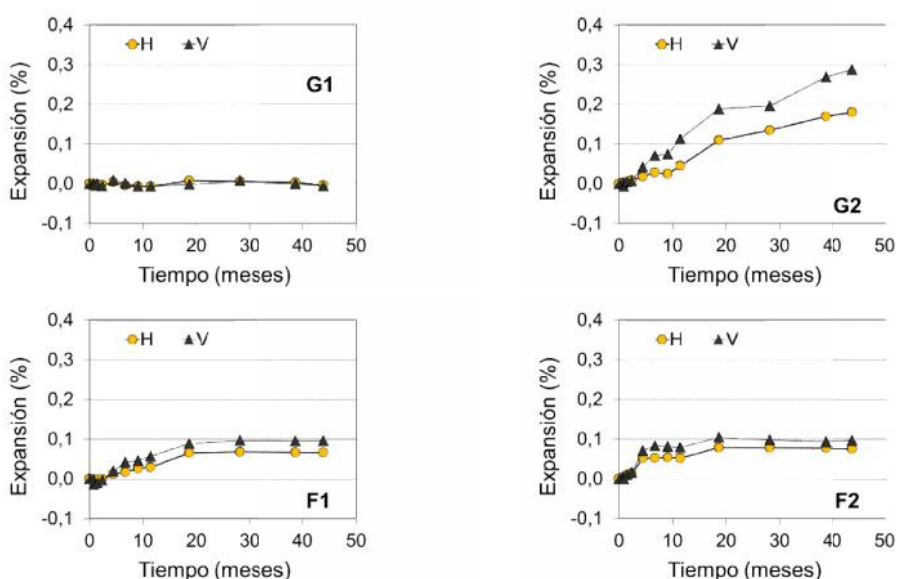 0,4
0,3
0,2
0,1
0,0
-0,1
Expansión (%)
H V
G1
0 10 20 30 40 50
Tiempo (meses)
0,4
0,3
0,2
0,1
0,0
-0,1
Expansión (%)
H V
G2
0 10 20 30 40 50
Tiempo (meses)
0,4
0,3
0,2
0,1
0,0
-0,1
Expansión (%)
H V
F1
0 10 20 30 40 50
Tiempo (meses)
0,4
0,3
0,2
0,1
0,0
-0,1
Expansión (%)
H V
F2
0 10 20 30 40 50
Tiempo (meses)